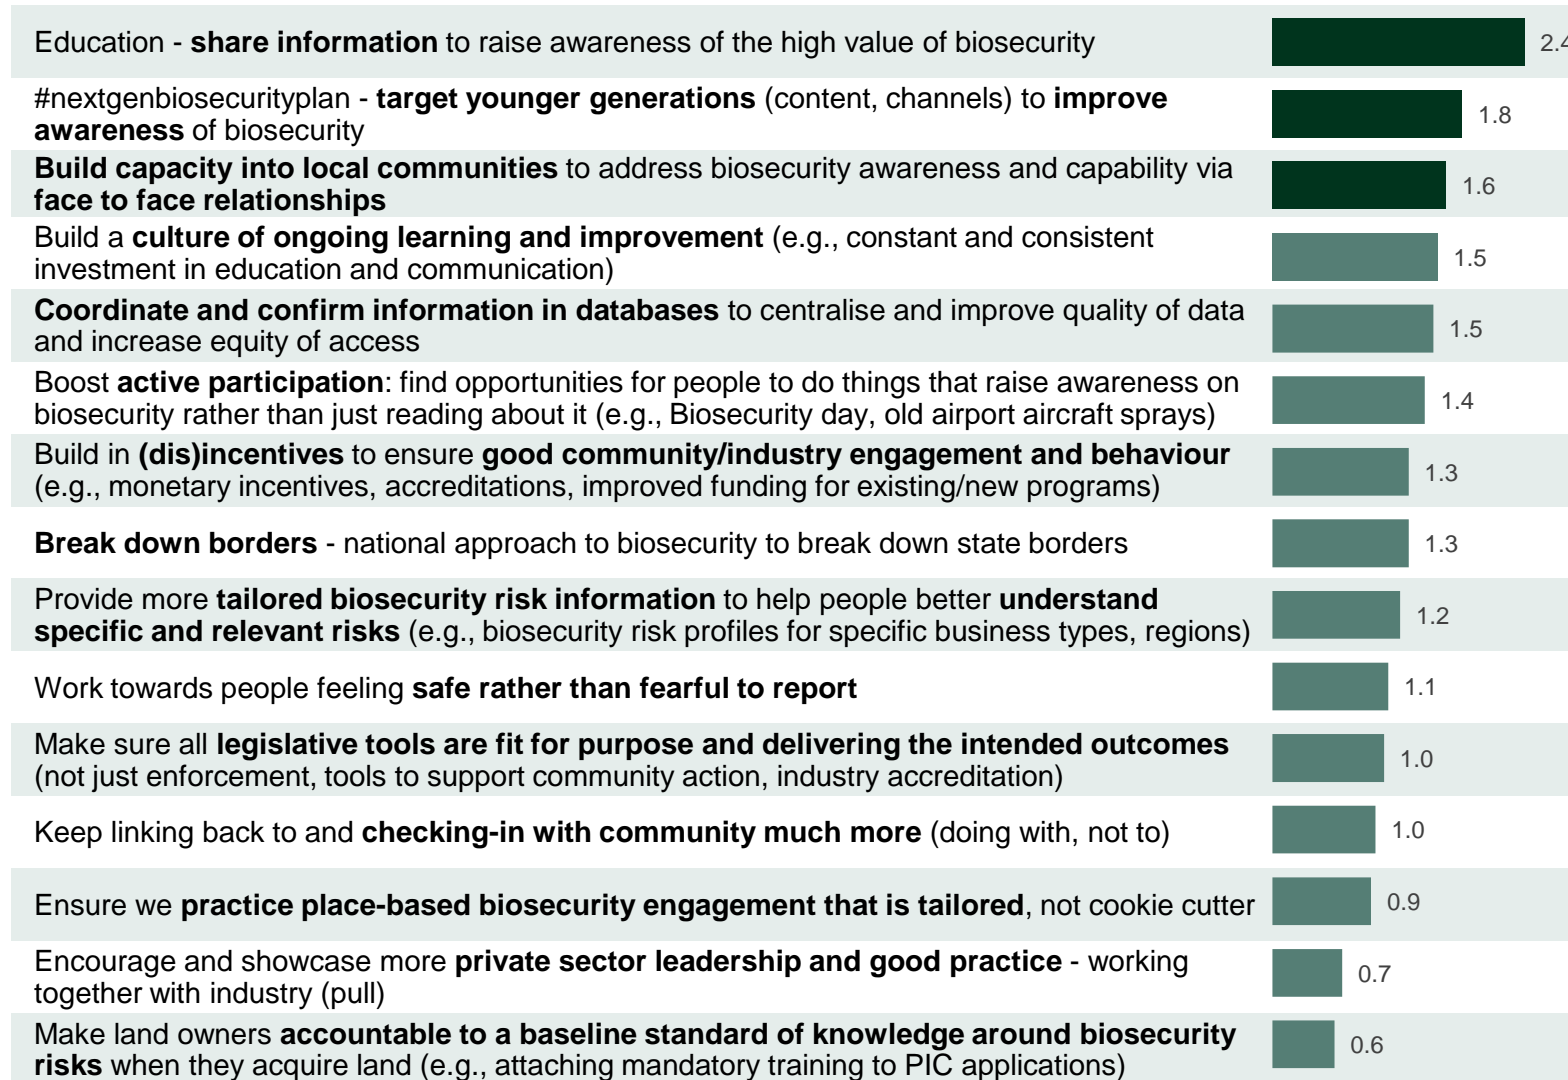 Education - share information to raise awareness of the high value of biosecurity
2.4
#nextgenbiosecurityplan - target younger generations (content, channels) to improve
awareness of biosecurity
1.8
Build capacity into local communities to address biosecurity awareness and capability via
face to face relationships
1.6
Build a culture of ongoing learning and improvement (e.g., constant and consistent
investment in education and communication)
1.5
Coordinate and confirm information in databases to centralise and improve quality of data
and increase equity of access
1.5
Boost active participation: find opportunities for people to do things that raise awareness on
biosecurity rather than just reading about it (e.g., Biosecurity day, old airport aircraft sprays)
1.4
Build in (dis)incentives to ensure good community/industry engagement and behaviour
(e.g., monetary incentives, accreditations, improved funding for existing/new programs)
1.3
Break down borders - national approach to biosecurity to break down state borders
1.3
Provide more tailored biosecurity risk information to help people better understand
specific and relevant risks (e.g., biosecurity risk profiles for specific business types, regions)
1.2
Work towards people feeling safe rather than fearful to report
1.1
Make sure all legislative tools are fit for purpose and delivering the intended outcomes
(not just enforcement, tools to support community action, industry accreditation)
1.0
Keep linking back to and checking-in with community much more (doing with, not to)
1.0
Ensure we practice place-based biosecurity engagement that is tailored, not cookie cutter
0.9
Encourage and showcase more private sector leadership and good practice - working
together with industry (pull)
0.7
Make land owners accountable to a baseline standard of knowledge around biosecurity
risks when they acquire land (e.g., attaching mandatory training to PIC applications)
0.6